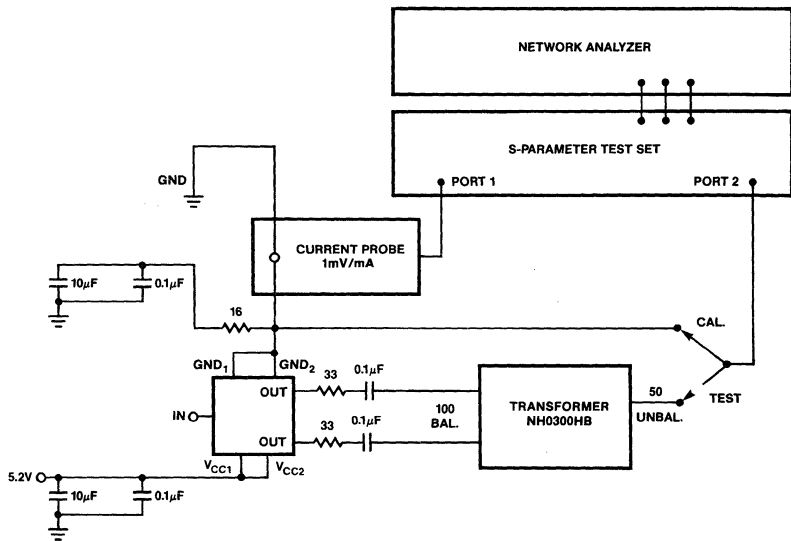 NETWORK ANALYZER
S-PARAMETER TEST SET
PORT 1
PORT 2
GND
CURRENT PROBE
1mV/mA
10μF
0.1μF
16
CAL.
GND1
GND2
33
0.1μF
OUT
IN
OUT
33
0.1μF
100
BAL.
TRANSFORMER
NH0300HB
50
UNBAL.
TEST
VCC1
VCC2
5.2V
10μF
0.1μF